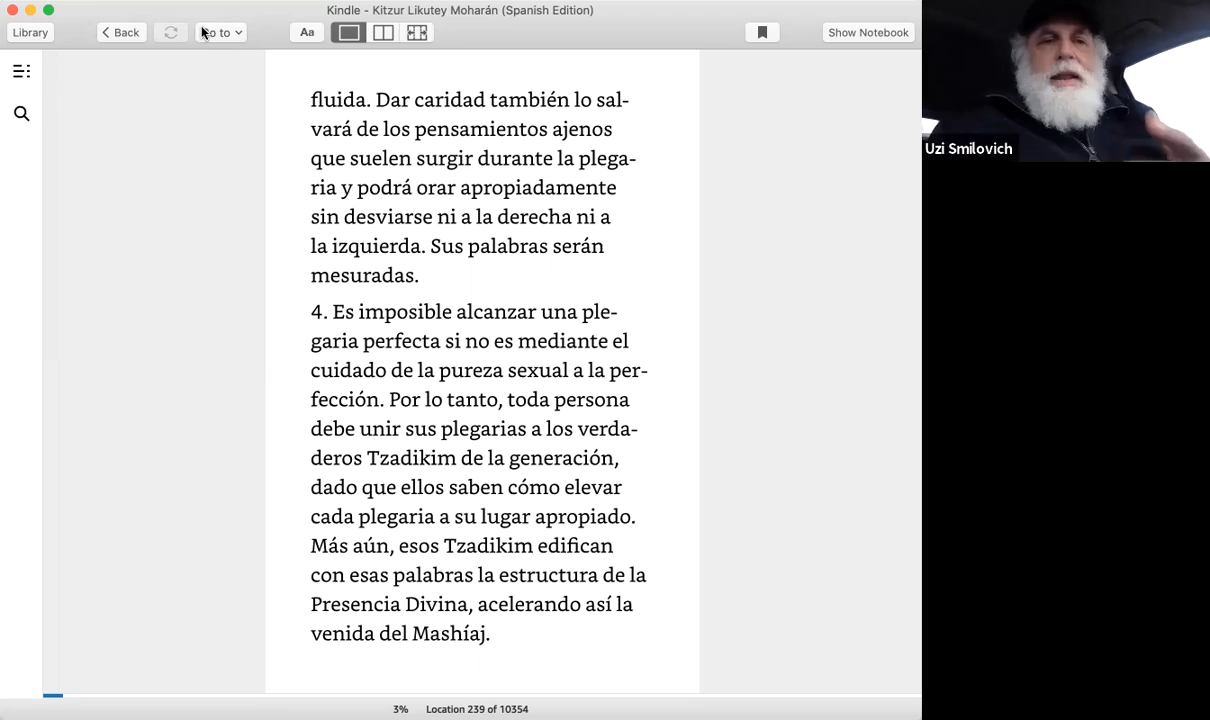 Kindle - Kitzur Likutey Moharán (Spanish Edition)
Library
Back
Aa
Show Notebook
Uzi Smilovich
fluida. Dar caridad también lo sal-
vará de los pensamientos ajenos
que suelen surgir durante la plega-
ria y podrá orar apropiadamente
sin desviarse ni a la derecha ni a
la izquierda. Sus palabras serán
mesuradas.
4. Es imposible alcanzar una ple-
garia perfecta si no es mediante el
cuidado de la pureza sexual a la per-
fección. Por lo tanto, toda persona
debe unir sus plegarias a los verda-
deros Tzadikim de la generación,
dado que ellos saben cómo elevar
cada plegaria a su lugar apropiado.
Más aún, esos Tzadikim edifican
con esas palabras la estructura de la
Presencia Divina, acelerando así la
venida del Mashíaj.
3% Location 239 of 10354